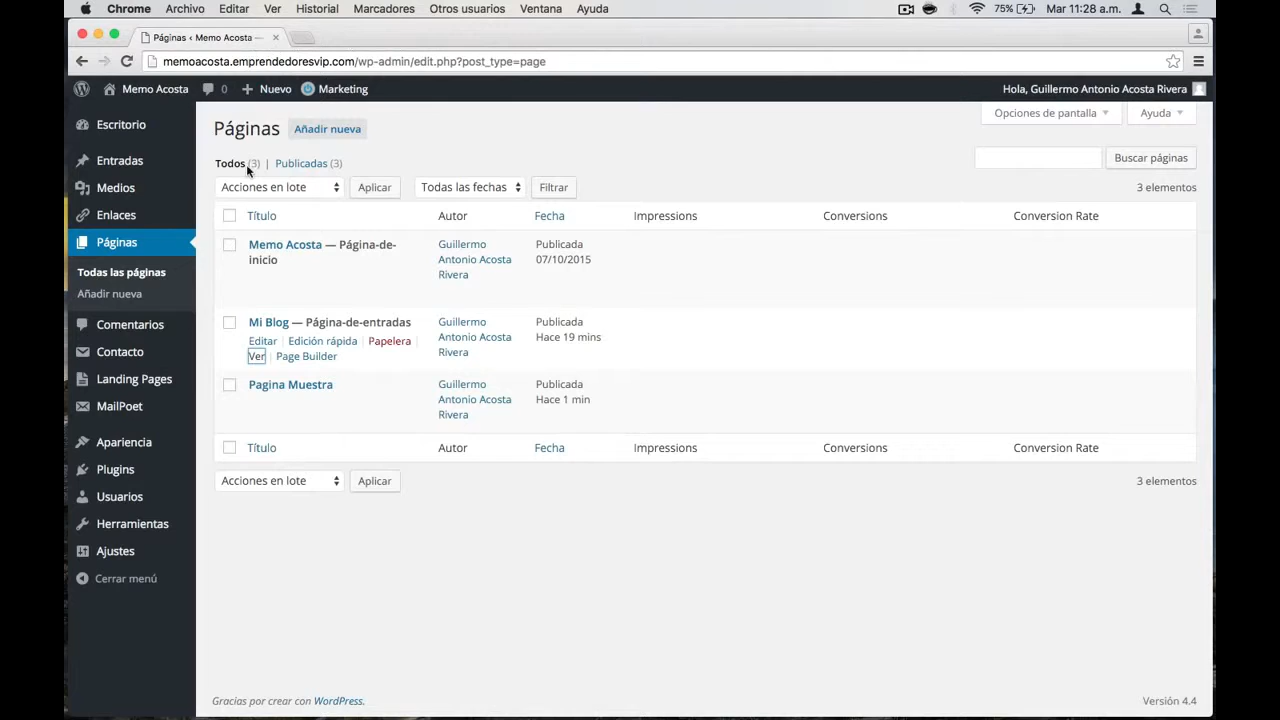 Chrome Archivo Editar Ver Historial Marcadores Otros usuarios Ventana Ayuda 75% Mar 11:28 a.m.
Páginas ‹ Memo Acosta —
memoacosta.emprendedoresvip.com/wp-admin/edit.php?post_type=page
Memo Acosta 0 Nuevo Marketing Hola, Guillermo Antonio Acosta Rivera
Opciones de pantalla Ayuda
Escritorio
Entradas
Medios
Enlaces
Páginas
Todas las páginas
Añadir nueva
Comentarios
Contacto
Landing Pages
MailPoet
Apariencia
Plugins
Usuarios
Herramientas
Ajustes
Cerrar menú
Páginas Añadir nueva
Todos (3) | Publicadas (3) Buscar páginas
Acciones en lote Aplicar Todas las fechas Filtrar 3 elementos
Título Autor Fecha Impressions Conversions Conversion Rate
Memo Acosta — Página-de- Guillermo Publicada
inicio Antonio Acosta 07/10/2015
Rivera
Mi Blog — Página-de-entradas Guillermo Publicada
Editar | Edición rápida | Papelera | Antonio Acosta Hace 19 mins
Ver | Page Builder Rivera
Pagina Muestra Guillermo Publicada
Antonio Acosta Hace 1 min
Rivera
Título Autor Fecha Impressions Conversions Conversion Rate
Acciones en lote Aplicar 3 elementos
Gracias por crear con WordPress. Versión 4.4